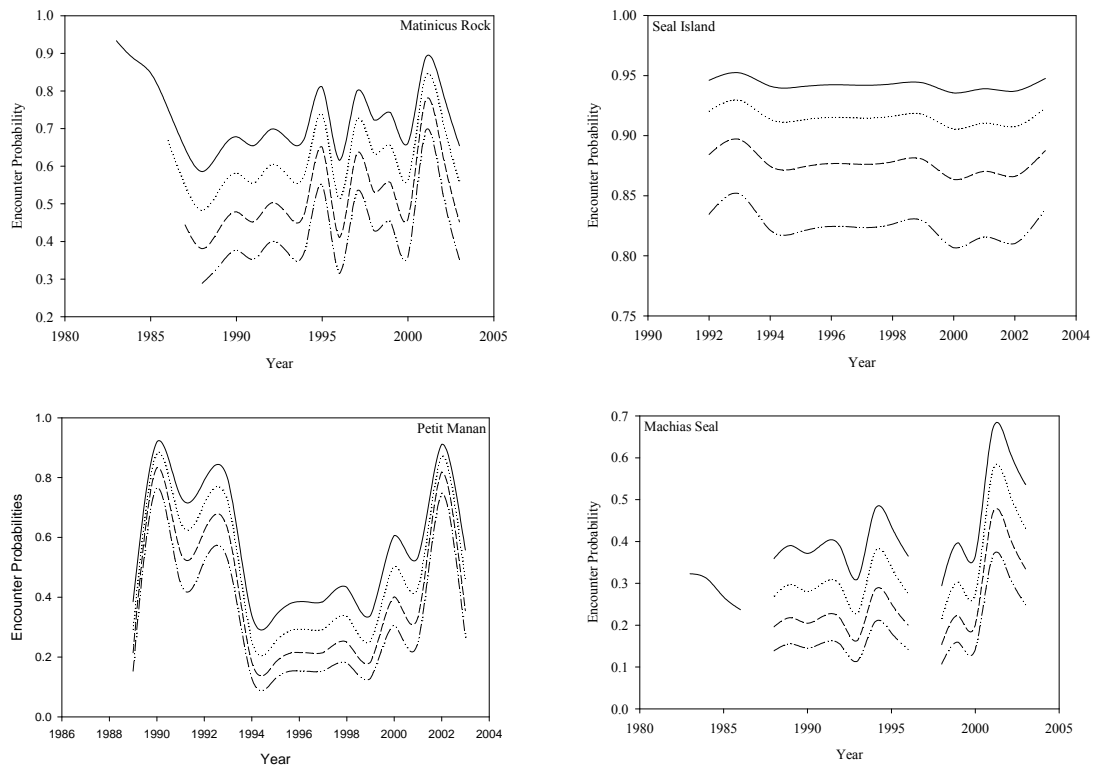 Matinicus Rock
1.0
0.9
0.8
0.7
0.6
0.5
0.4
0.3
0.2
Encounter Probability
1980 1985 1990 1995 2000 2005
Year
Seal Island
1.00
0.95
0.90
0.85
0.80
0.75
Encounter Probability
1990 1992 1994 1996 1998 2000 2002 2004
Year
Petit Manan
1.0
0.8
0.6
0.4
0.2
0.0
Encounter Probabilities
1986 1988 1990 1992 1994 1996 1998 2000 2002 2004
Year
Machias Seal
0.7
0.6
0.5
0.4
0.3
0.2
0.1
0.0
Encounter Probability
1980 1985 1990 1995 2000 2005
Year